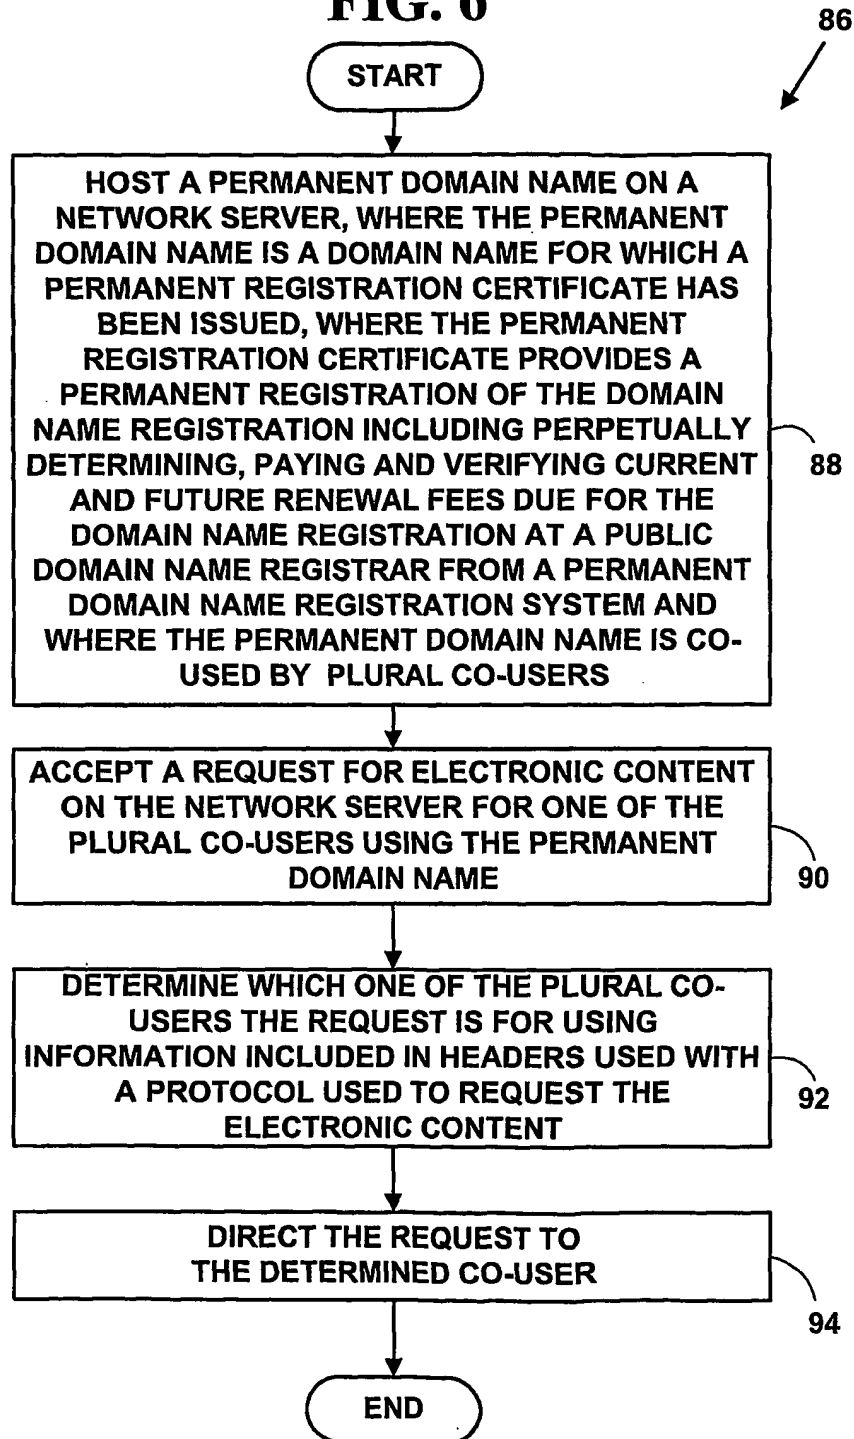 FIG. 6
86
START
HOST A PERMANENT DOMAIN NAME ON A
NETWORK SERVER, WHERE THE PERMANENT
DOMAIN NAME IS A DOMAIN NAME FOR WHICH A
PERMANENT REGISTRATION CERTIFICATE HAS
BEEN ISSUED, WHERE THE PERMANENT
REGISTRATION CERTIFICATE PROVIDES A
PERMANENT REGISTRATION OF THE DOMAIN
NAME REGISTRATION INCLUDING PERPETUALLY
DETERMINING, PAYING AND VERIFYING CURRENT
AND FUTURE RENEWAL FEES DUE FOR THE
DOMAIN NAME REGISTRATION AT A PUBLIC
DOMAIN NAME REGISTRAR FROM A PERMANENT
DOMAIN NAME REGISTRATION SYSTEM AND
WHERE THE PERMANENT DOMAIN NAME IS CO-
USED BY PLURAL CO-USERS
88
ACCEPT A REQUEST FOR ELECTRONIC CONTENT
ON THE NETWORK SERVER FOR ONE OF THE
PLURAL CO-USERS USING THE PERMANENT
DOMAIN NAME
90
DETERMINE WHICH ONE OF THE PLURAL CO-
USERS THE REQUEST IS FOR USING
INFORMATION INCLUDED IN HEADERS USED WITH
A PROTOCOL USED TO REQUEST THE
ELECTRONIC CONTENT
92
DIRECT THE REQUEST TO
THE DETERMINED CO-USER
94
END